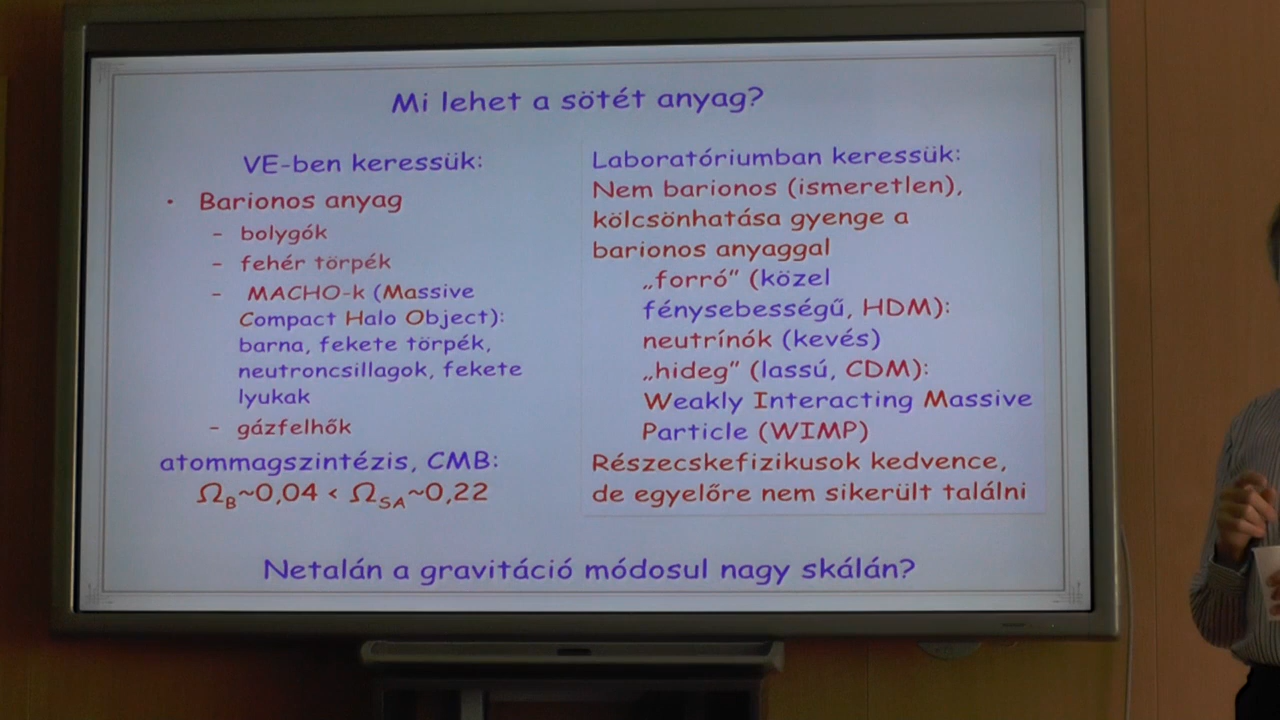 Mi lehet a sötét anyag?
VE-ben keressük:
• Barionos anyag
– bolygók
– fehér törpék
– MACHO-k (Massive
Compact Halo Object):
barna, fekete törpék,
neutroncsillagok, fekete
lyukak
– gázfelhők
atommagszintézis, CMB:
Ω_B~0,04 < Ω_SA~0,22
Laboratóriumban keressük:
Nem barionos (ismeretlen),
kölcsönhatása gyenge a
barionos anyaggal
„forró” (közel
fénysebességű, HDM):
neutrínók (kevés)
„hideg” (lassú, CDM):
Weakly Interacting Massive
Particle (WIMP)
Részecskefizikusok kedvence,
de egyelőre nem sikerült találni
Netalán a gravitáció módosul nagy skálán?